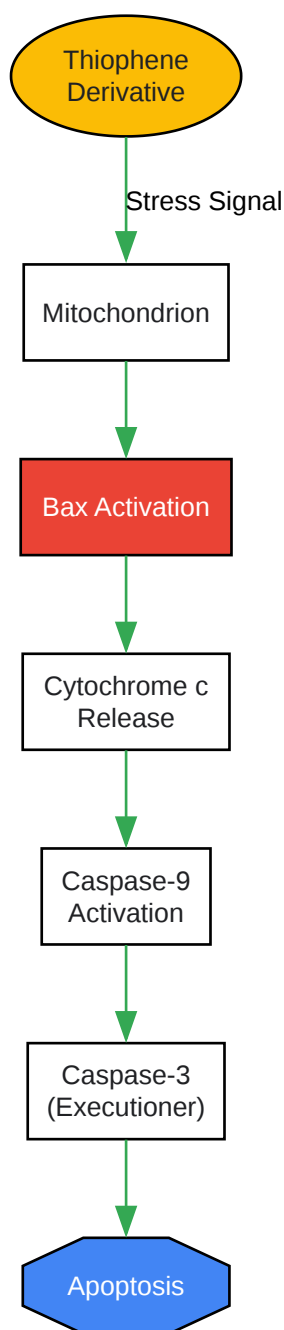 Thiophene
Derivative
Stress Signal
Mitochondrion
Bax Activation
Cytochrome c
Release
Caspase-9
Activation
Caspase-3
(Executioner)
Apoptosis